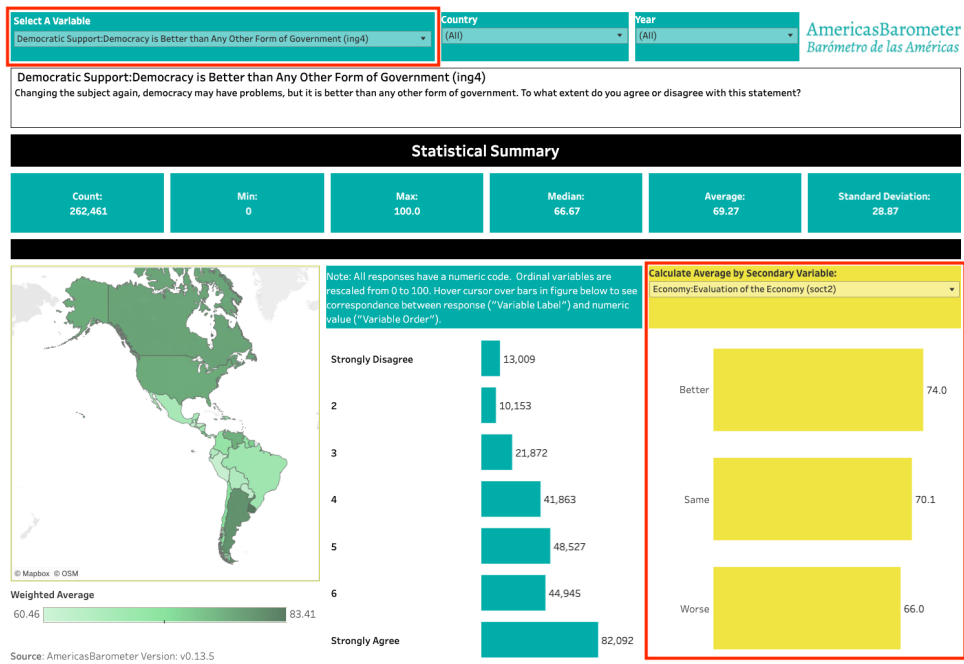 Select A Variable
Democratic Support:Democracy is Better than Any Other Form of Government (ing4)
Country
(All)
Year
(All)
AmericasBarometer
Barómetro de las Américas
Democratic Support:Democracy is Better than Any Other Form of Government (ing4)
Changing the subject again, democracy may have problems, but it is better than any other form of government. To what extent do you agree or disagree with this statement?
Statistical Summary
Count:
262,461
Min:
0
Max:
100.0
Median:
66.67
Average:
69.27
Standard Deviation:
28.87
© Mapbox © OSM
Weighted Average
60.46
83.41
Source: AmericasBarometer Version: v0.13.5
Note: All responses have a numeric code. Ordinal variables are
rescaled from 0 to 100. Hover cursor over bars in figure below to see
correspondence between response ("Variable Label") and numeric
value ("Variable Order").
Strongly Disagree
13,009
2
10,153
3
21,872
4
41,863
5
48,527
6
44,945
Strongly Agree
82,092
Calculate Average by Secondary Variable:
Economy:Evaluation of the Economy (soct2)
Better
74.0
Same
70.1
Worse
66.0